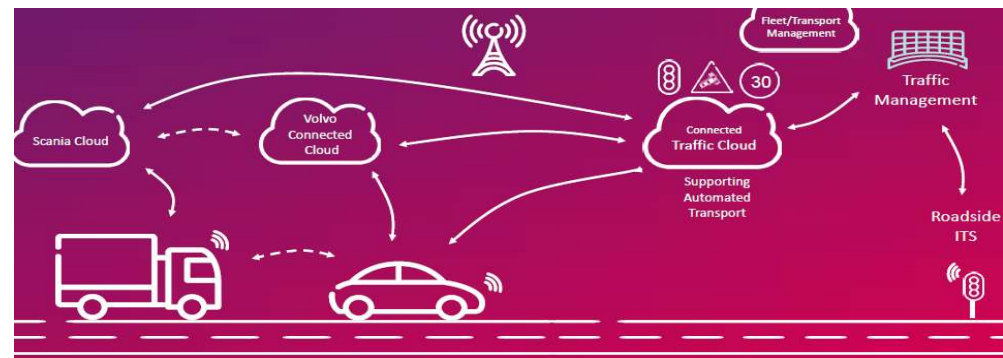 Fleet/Transport
Management
Traffic
Management
30
Scania Cloud
Volvo
Connected
Cloud
Connected
Traffic Cloud
Supporting
Automated
Transport
Roadside
ITS